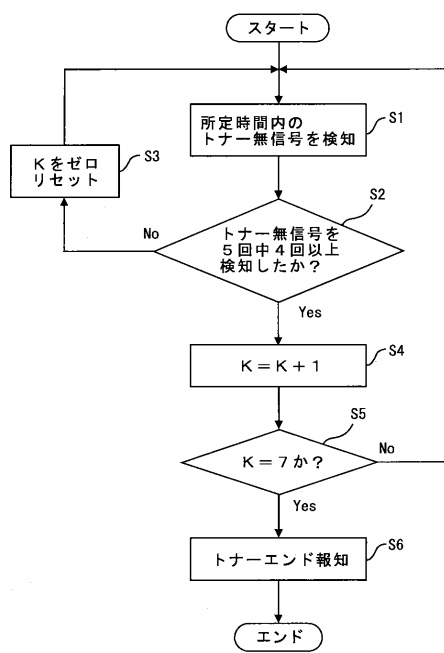 スタート
所定時間内の
トナー無信号を検知
S1
Kをゼロ
リセット
S3
トナー無信号を
5回中4回以上
検知したか?
S2
No
Yes
K=K+1
S4
K=7か?
S5
No
Yes
トナーエンド報知
S6
エンド